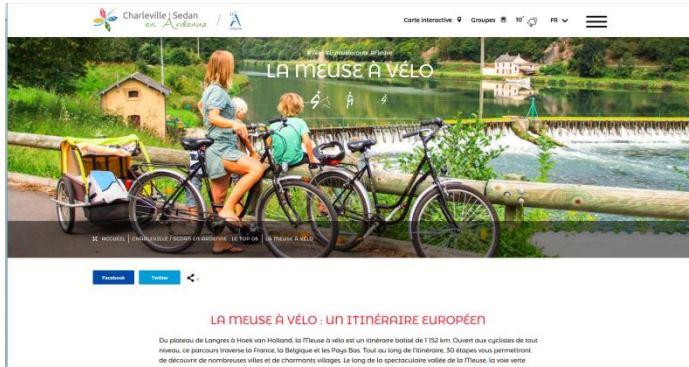 Charleville | Sedan
en Ardenne
Carte interactive
Groupes
10°
FR
LA MEUSE À VÉLO
ACCUEIL | CHARLEVILLE / SEDAN EN ARDENNE : LE TOP 08 | LA MEUSE À VÉLO
Facebook
Twitter
LA MEUSE À VÉLO : UN ITINÉRAIRE EUROPÉEN
Du plateau de Langres à Hoek van Holland, la Meuse à vélo est un itinéraire balisé de 1 152 km. Ouvert aux cyclistes de tout
niveau, ce parcours traverse la France, la Belgique et les Pays Bas. Tout au long de l'itinéraire, 30 étapes vous permettront
de découvrir de nombreuses villes et de charmants villages. Le long de la spectaculaire vallée de la Meuse, la voie verte